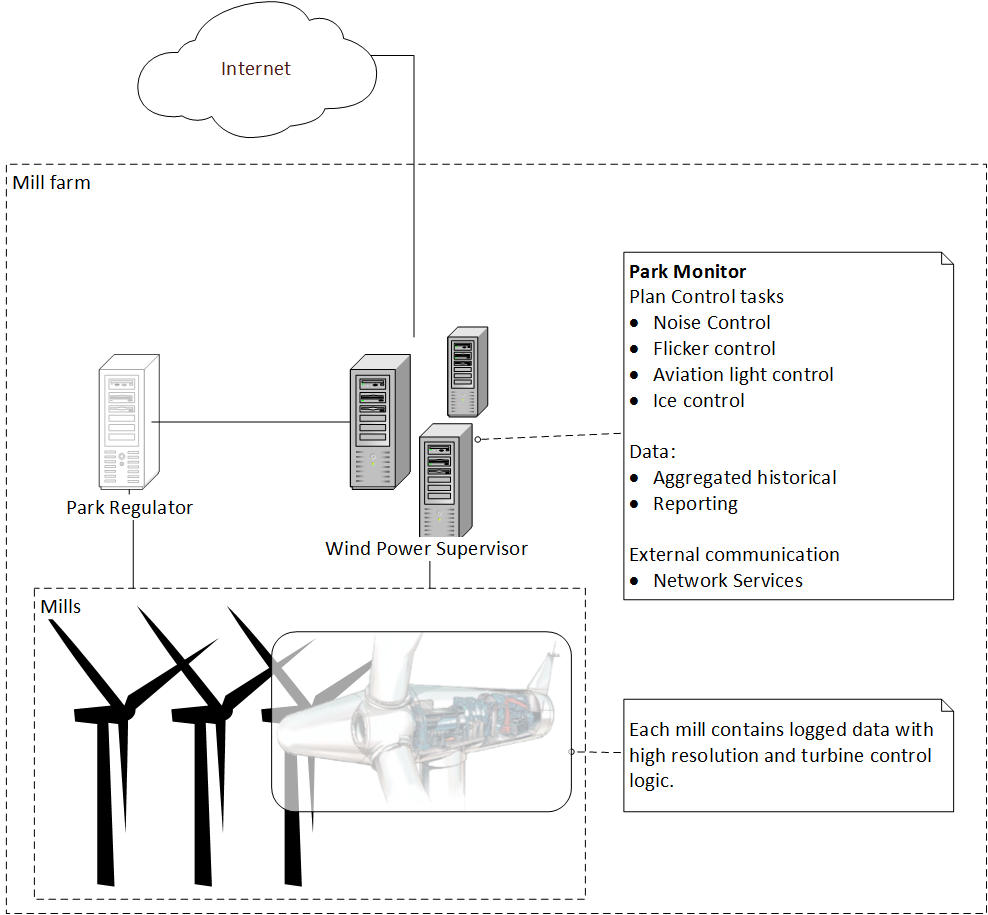 Internet
Mill farm
Park Monitor
Plan Control tasks
• Noise Control
• Flicker control
• Aviation light control
• Ice control
Data:
• Aggregated historical
• Reporting
External communication
• Network Services
Park Regulator
Wind Power Supervisor
Mills
Each mill contains logged data with
high resolution and turbine control
logic.